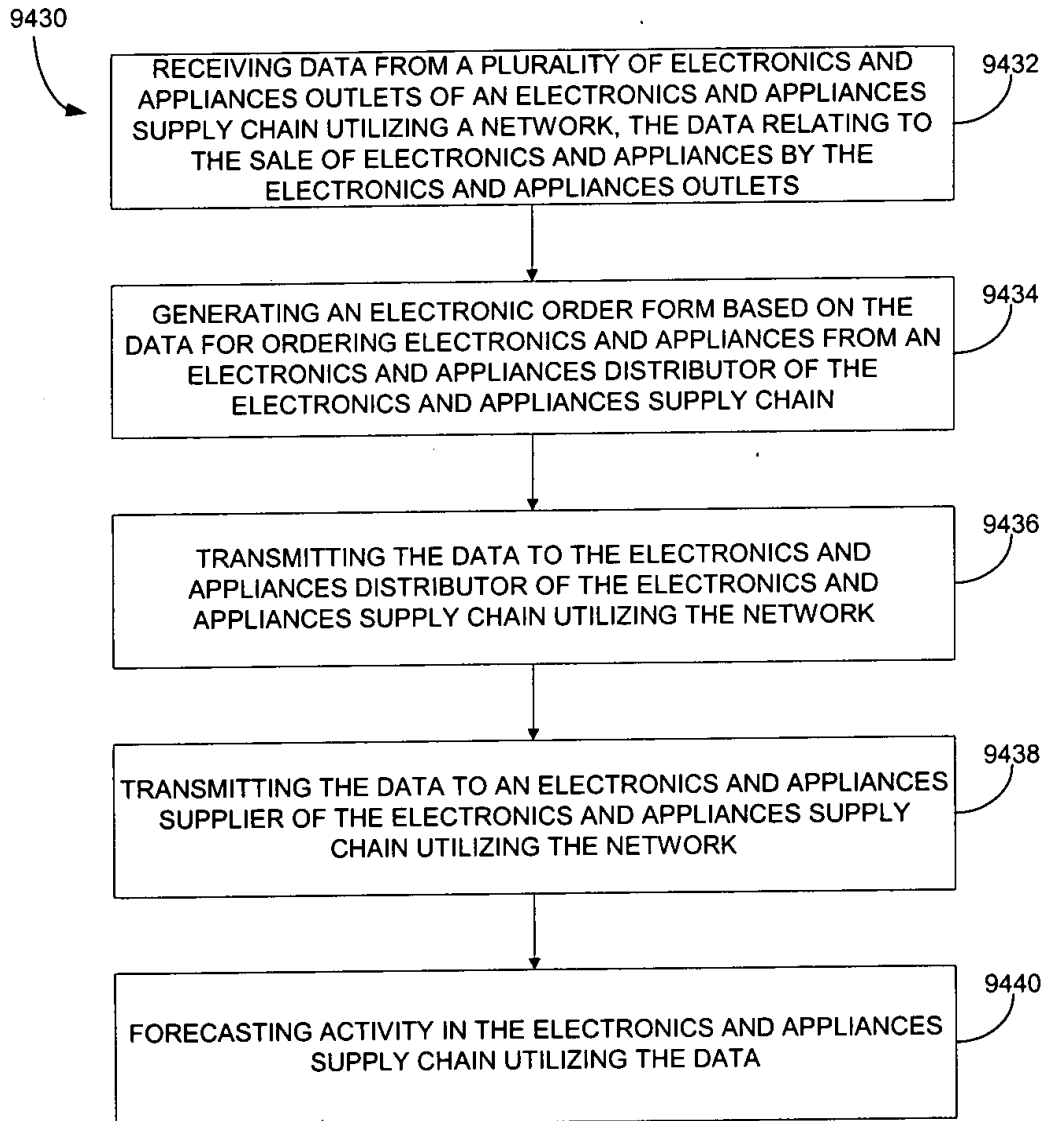 9430
RECEIVING DATA FROM A PLURALITY OF ELECTRONICS AND
APPLIANCES OUTLETS OF AN ELECTRONICS AND APPLIANCES
SUPPLY CHAIN UTILIZING A NETWORK, THE DATA RELATING TO
THE SALE OF ELECTRONICS AND APPLIANCES BY THE
ELECTRONICS AND APPLIANCES OUTLETS
9432
GENERATING AN ELECTRONIC ORDER FORM BASED ON THE
DATA FOR ORDERING ELECTRONICS AND APPLIANCES FROM AN
ELECTRONICS AND APPLIANCES DISTRIBUTOR OF THE
ELECTRONICS AND APPLIANCES SUPPLY CHAIN
9434
TRANSMITTING THE DATA TO THE ELECTRONICS AND
APPLIANCES DISTRIBUTOR OF THE ELECTRONICS AND
APPLIANCES SUPPLY CHAIN UTILIZING THE NETWORK
9436
TRANSMITTING THE DATA TO AN ELECTRONICS AND APPLIANCES
SUPPLIER OF THE ELECTRONICS AND APPLIANCES SUPPLY
CHAIN UTILIZING THE NETWORK
9438
FORECASTING ACTIVITY IN THE ELECTRONICS AND APPLIANCES
SUPPLY CHAIN UTILIZING THE DATA
9440